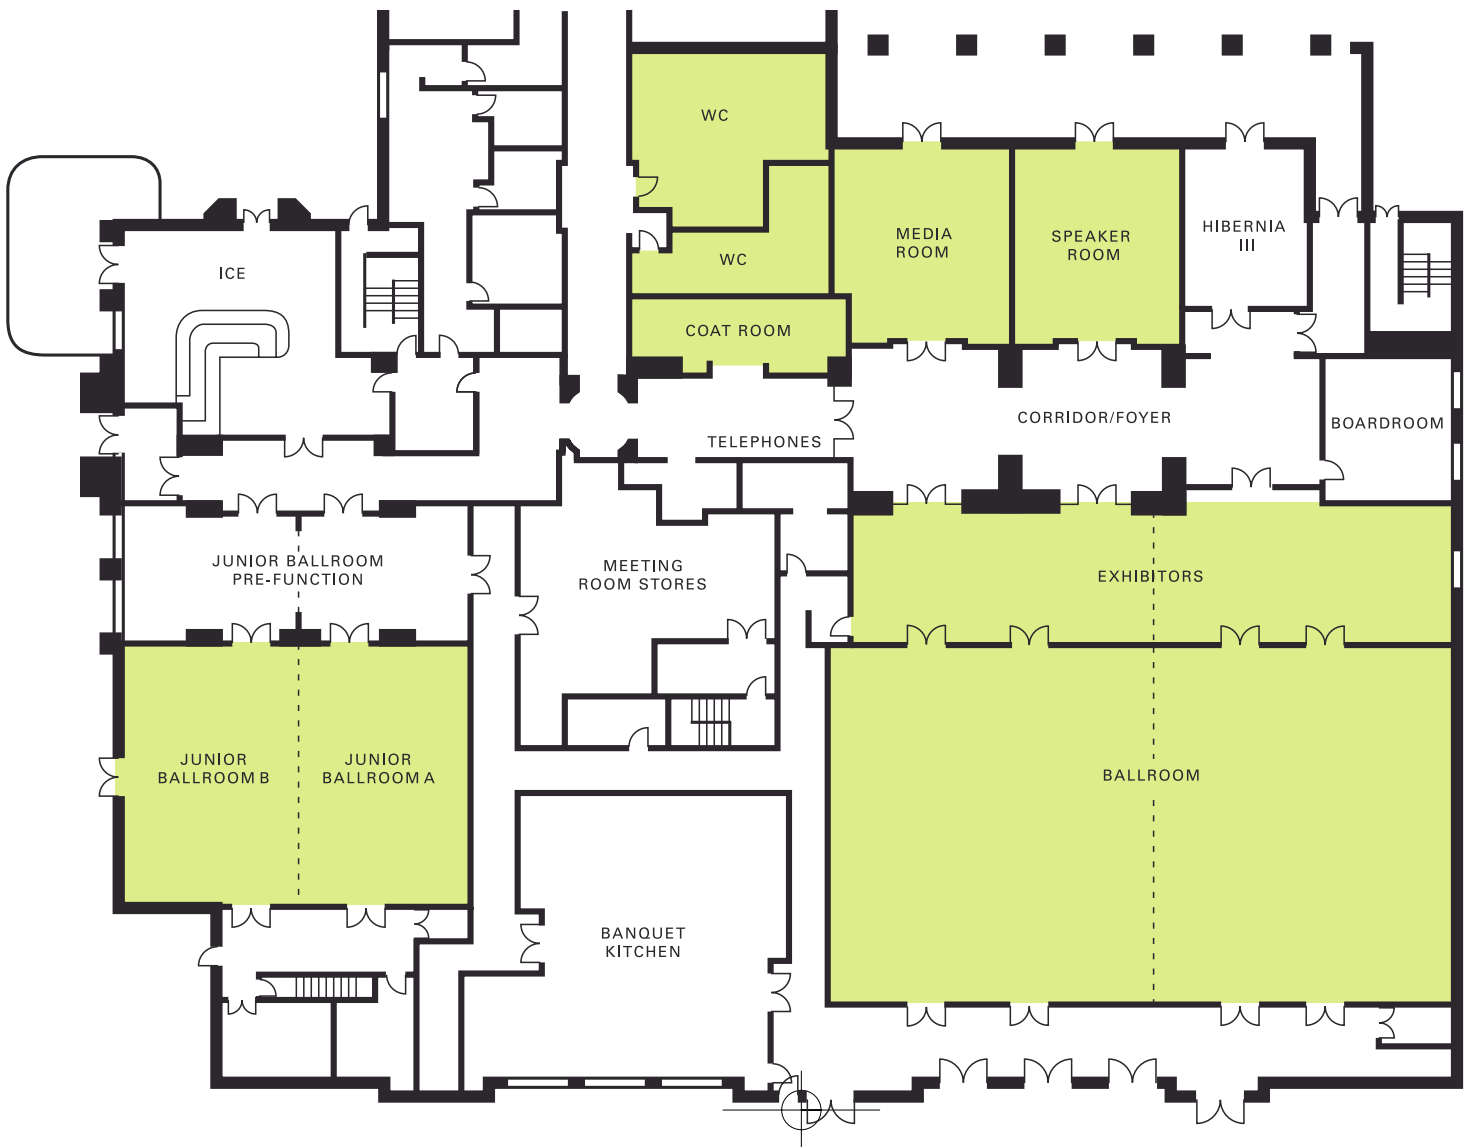 WC
MEDIA
ROOM
SPEAKER
ROOM
HIBERNIA
III
WC
ICE
COAT ROOM
CORRIDOR/FOYER
BOARDROOM
TELEPHONES
JUNIOR BALLROOM
PRE-FUNCTION
MEETING
ROOM STORES
EXHIBITORS
JUNIOR
BALLROOM B
JUNIOR
BALLROOM A
BALLROOM
BANQUET
KITCHEN